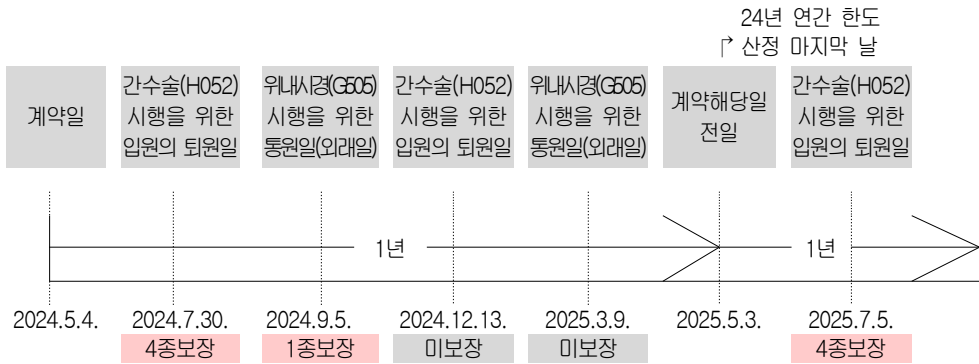 24년 연간 한도
산정 마지막 날
계약일
간수술(H052)
시행을 위한
입원의 퇴원일
위내시경(G505)
시행을 위한
통원일(외래일)
간수술(H052)
시행을 위한
입원의 퇴원일
위내시경(G505)
시행을 위한
통원일(외래일)
계약해당일
전일
간수술(H052)
시행을 위한
입원의 퇴원일
1년
1년
2024.5.4.
2024.7.30.
2024.9.5.
2024.12.13.
2025.3.9.
2025.5.3.
2025.7.5.
4종보장
1종보장
미보장
미보장
4종보장